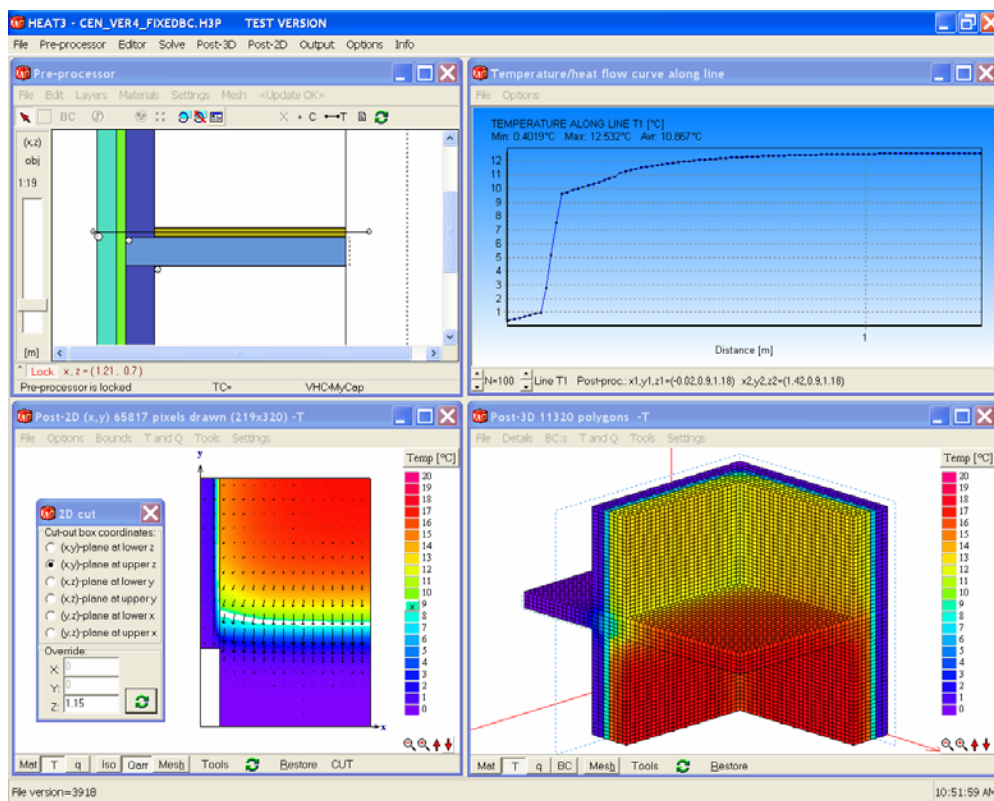 HEAT3 - CEN_VER4_FIXEDBC.H3P TEST VERSION
File Pre-processor Editor Solve Post-3D Post-2D Output Options Info
Pre-processor
File Edit Layers Materials Settings Mesh <Update OK>
BC X + C T
(x,z)
obj
1:19
[m]
Lock x, z = (1.21, 0.7)
Pre-processor is locked TC= VHC=MyCap
Temperature/heat flow curve along line
File Options
TEMPERATURE ALONG LINE T1 [°C]
Min: 0.4019°C Max: 12.532°C Avr: 10.867°C
12
11
10
9
8
7
6
5
4
3
2
1
1
Distance [m]
N=100 Line T1 Post-proc.: x1,y1,z1=(-0.02,0.9,1.18) x2,y2,z2=(1.42,0.9,1.18)
Post-2D (x,y) 65817 pixels drawn (219x320) -T
File Options Bounds T and Q Tools Settings
y
Temp [°C]
20
19
18
17
16
15
14
13
12
11
10
x 9
8
7
6
5
4
3
2
1
0
x
2D cut
Cut-out box coordinates:
(x,y)-plane at lower z
(x,y)-plane at upper z
(x,z)-plane at lower y
(x,z)-plane at upper y
(y,z)-plane at lower x
(y,z)-plane at upper x
Override:
X: 0
Y: 0
Z: 1.15
Mat T q Iso Qarr Mesh Tools Restore CUT
Post-3D 11320 polygons -T
File Details BC:s T and Q Tools Settings
Temp [°C]
20
19
18
17
16
15
14
13
12
11
10
9
8
7
6
5
4
3
2
1
0
Mat T q BC Mesh Tools Restore
File version=3918 10:51:59 AM